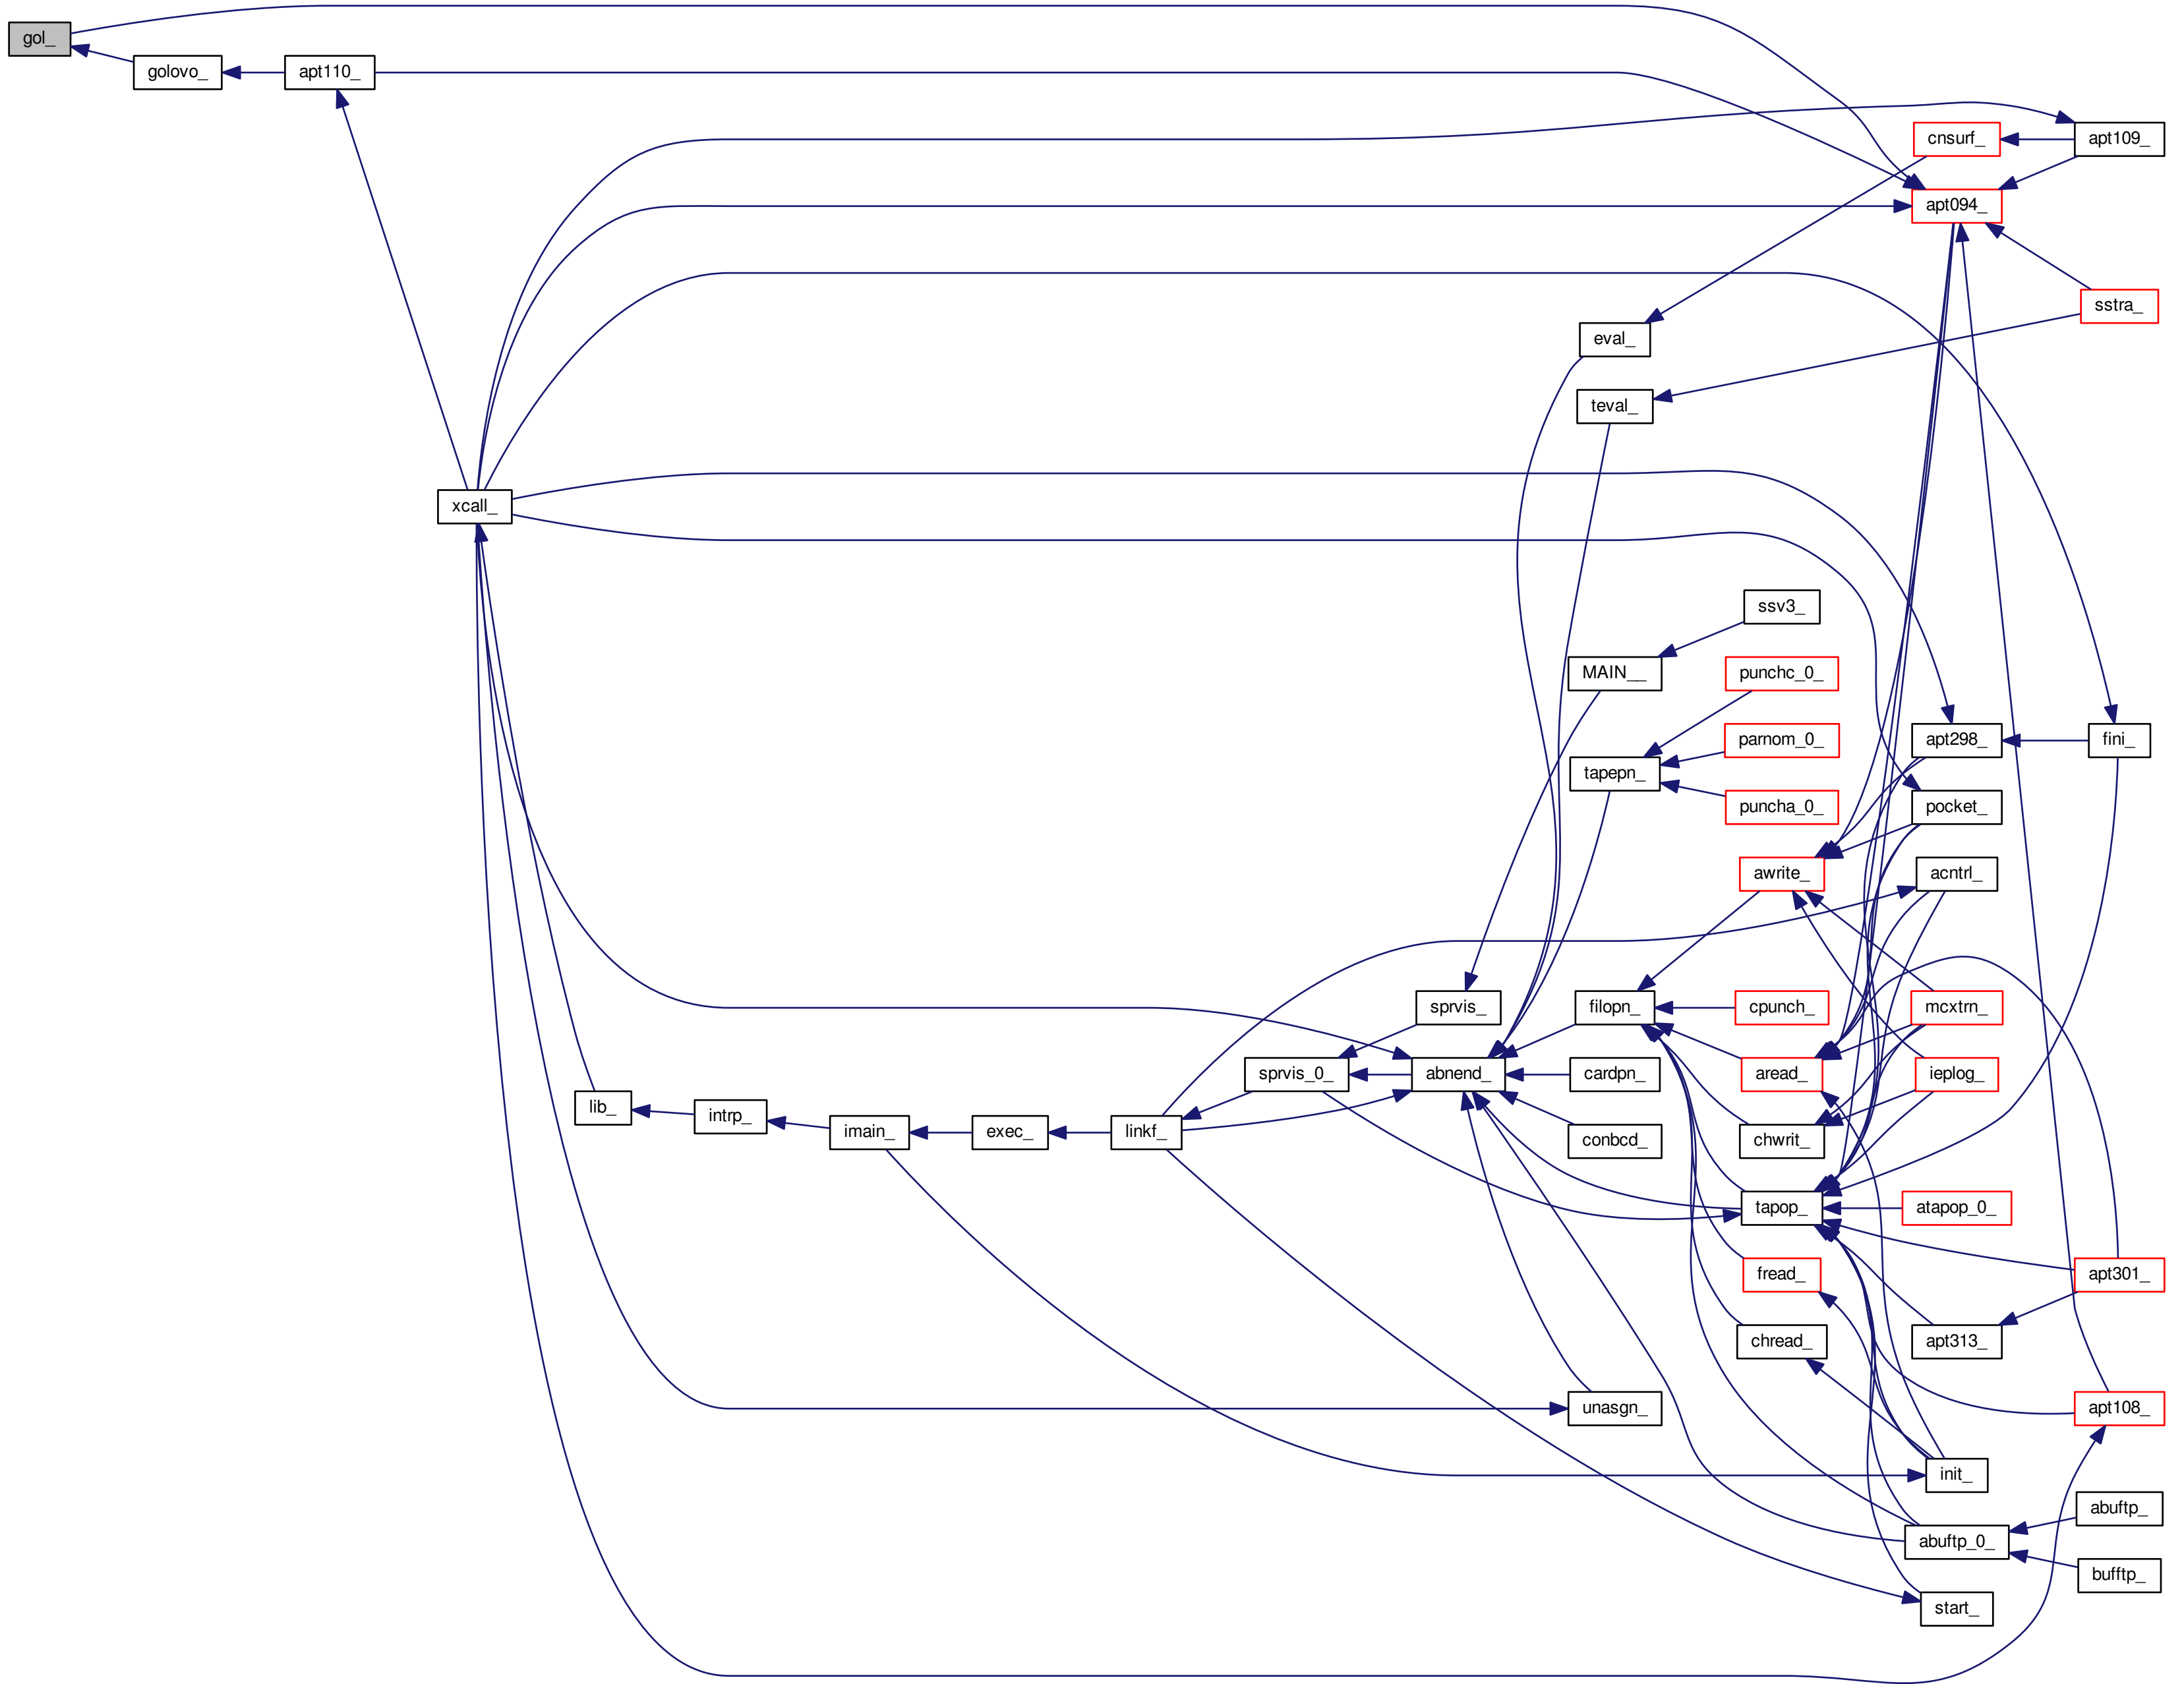 gol_
golovo_
apt110_
cnsurf_
apt109_
apt094_
sstra_
eval_
teval_
xcall_
ssv3_
MAIN__
punchc_0_
parnom_0_
apt298_
fini_
tapepn_
puncha_0_
pocket_
awrite_
acntrl_
sprvis_
filopn_
cpunch_
mcxtrn_
sprvis_0_
abnend_
cardpn_
aread_
ieplog_
lib_
intrp_
imain_
exec_
linkf_
conbcd_
chwrit_
tapop_
atapop_0_
fread_
apt301_
chread_
apt313_
unasgn_
apt108_
init_
abuftp_
abuftp_0_
bufftp_
start_